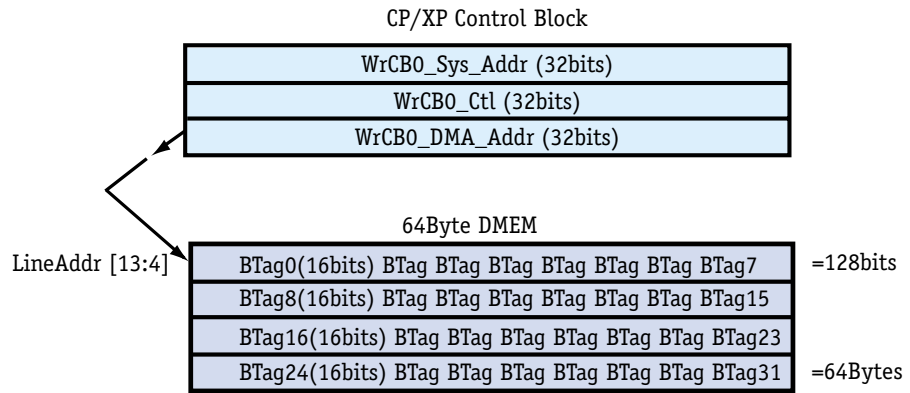 CP/XP Control Block
WrCB0_Sys_Addr (32bits)
WrCB0_Ctl (32bits)
WrCB0_DMA_Addr (32bits)
64Byte DMEM
LineAddr [13:4] BTag0(16bits) BTag BTag BTag BTag BTag BTag BTag7 =128bits
BTag8(16bits) BTag BTag BTag BTag BTag BTag BTag15
BTag16(16bits) BTag BTag BTag BTag BTag BTag BTag23
BTag24(16bits) BTag BTag BTag BTag BTag BTag BTag31 =64Bytes